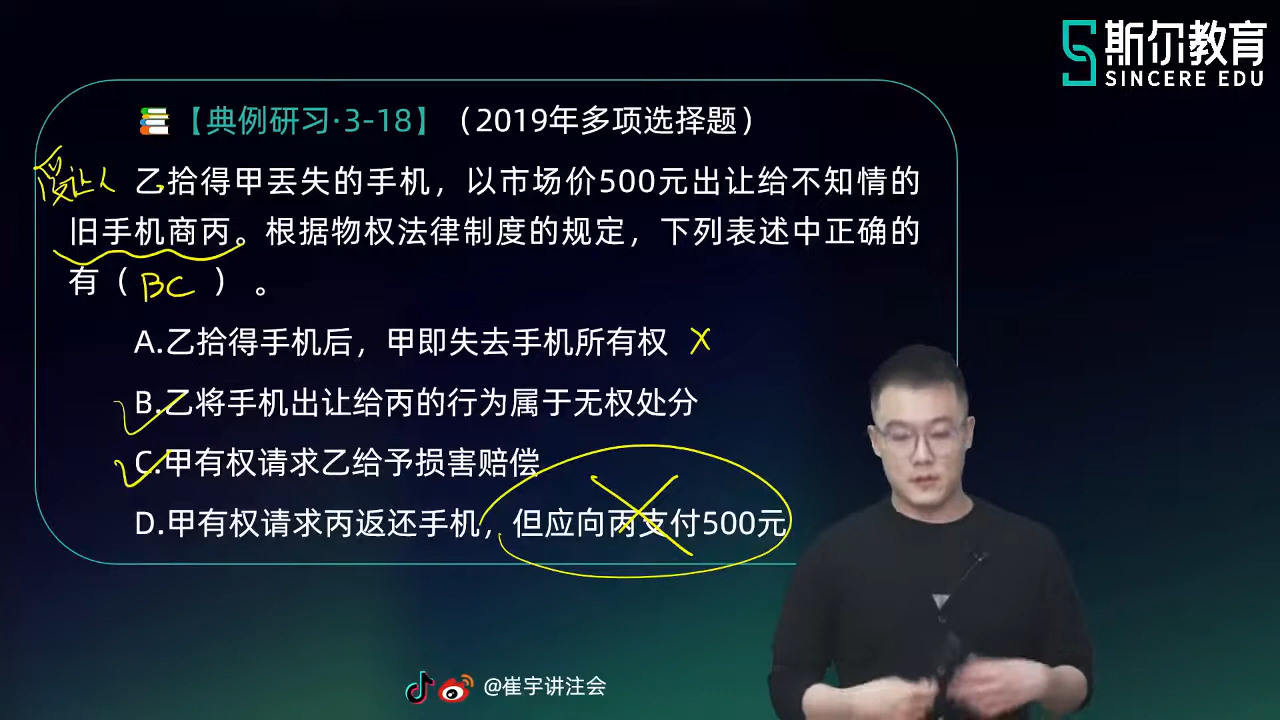 斯尔教育
SINCERE EDU
【典例研习·3-18】（2019年多项选择题）
受让人
乙拾得甲丢失的手机，以市场价500元出让给不知情的
旧手机商丙。根据物权法律制度的规定，下列表述中正确的
有（ BC ）。
A.乙拾得手机后，甲即失去手机所有权 X
B.乙将手机出让给丙的行为属于无权处分
C.甲有权请求乙给予损害赔偿
D.甲有权请求丙返还手机，但应向丙支付500元
@崔宇讲注会